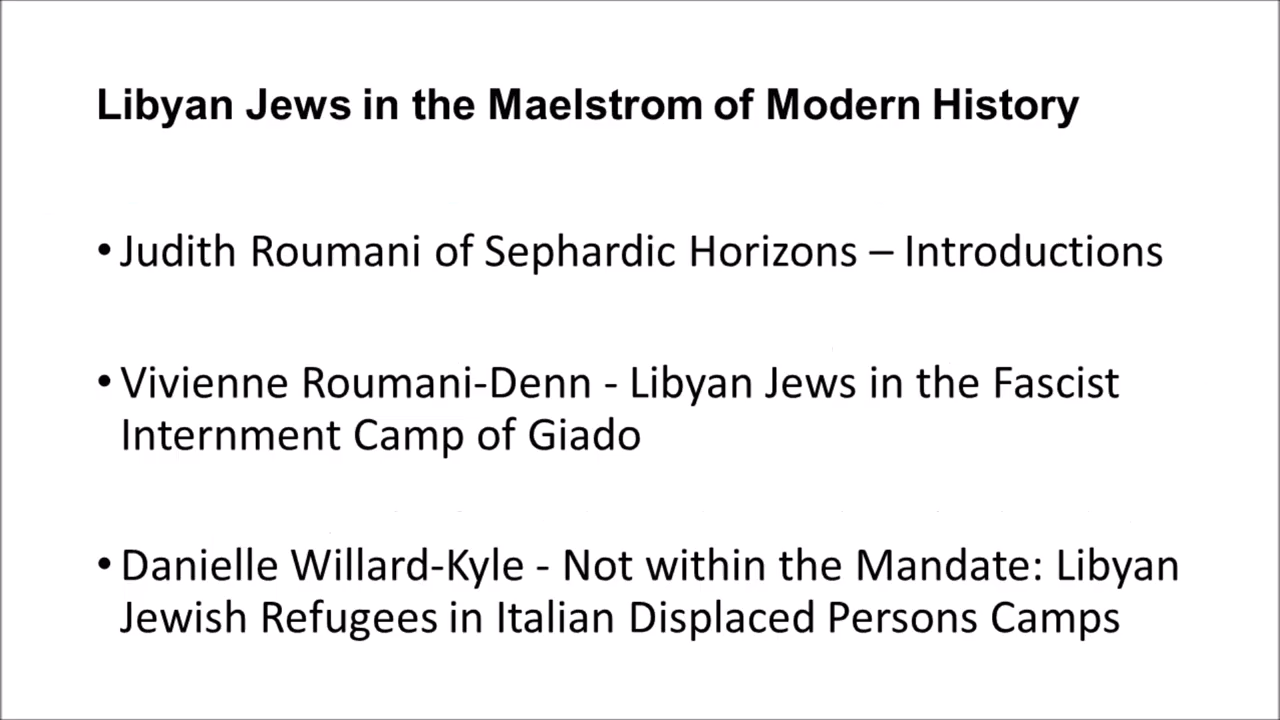 Libyan Jews in the Maelstrom of Modern History
• Judith Roumani of Sephardic Horizons – Introductions
• Vivienne Roumani-Denn - Libyan Jews in the Fascist
Internment Camp of Giado
• Danielle Willard-Kyle - Not within the Mandate: Libyan
Jewish Refugees in Italian Displaced Persons Camps